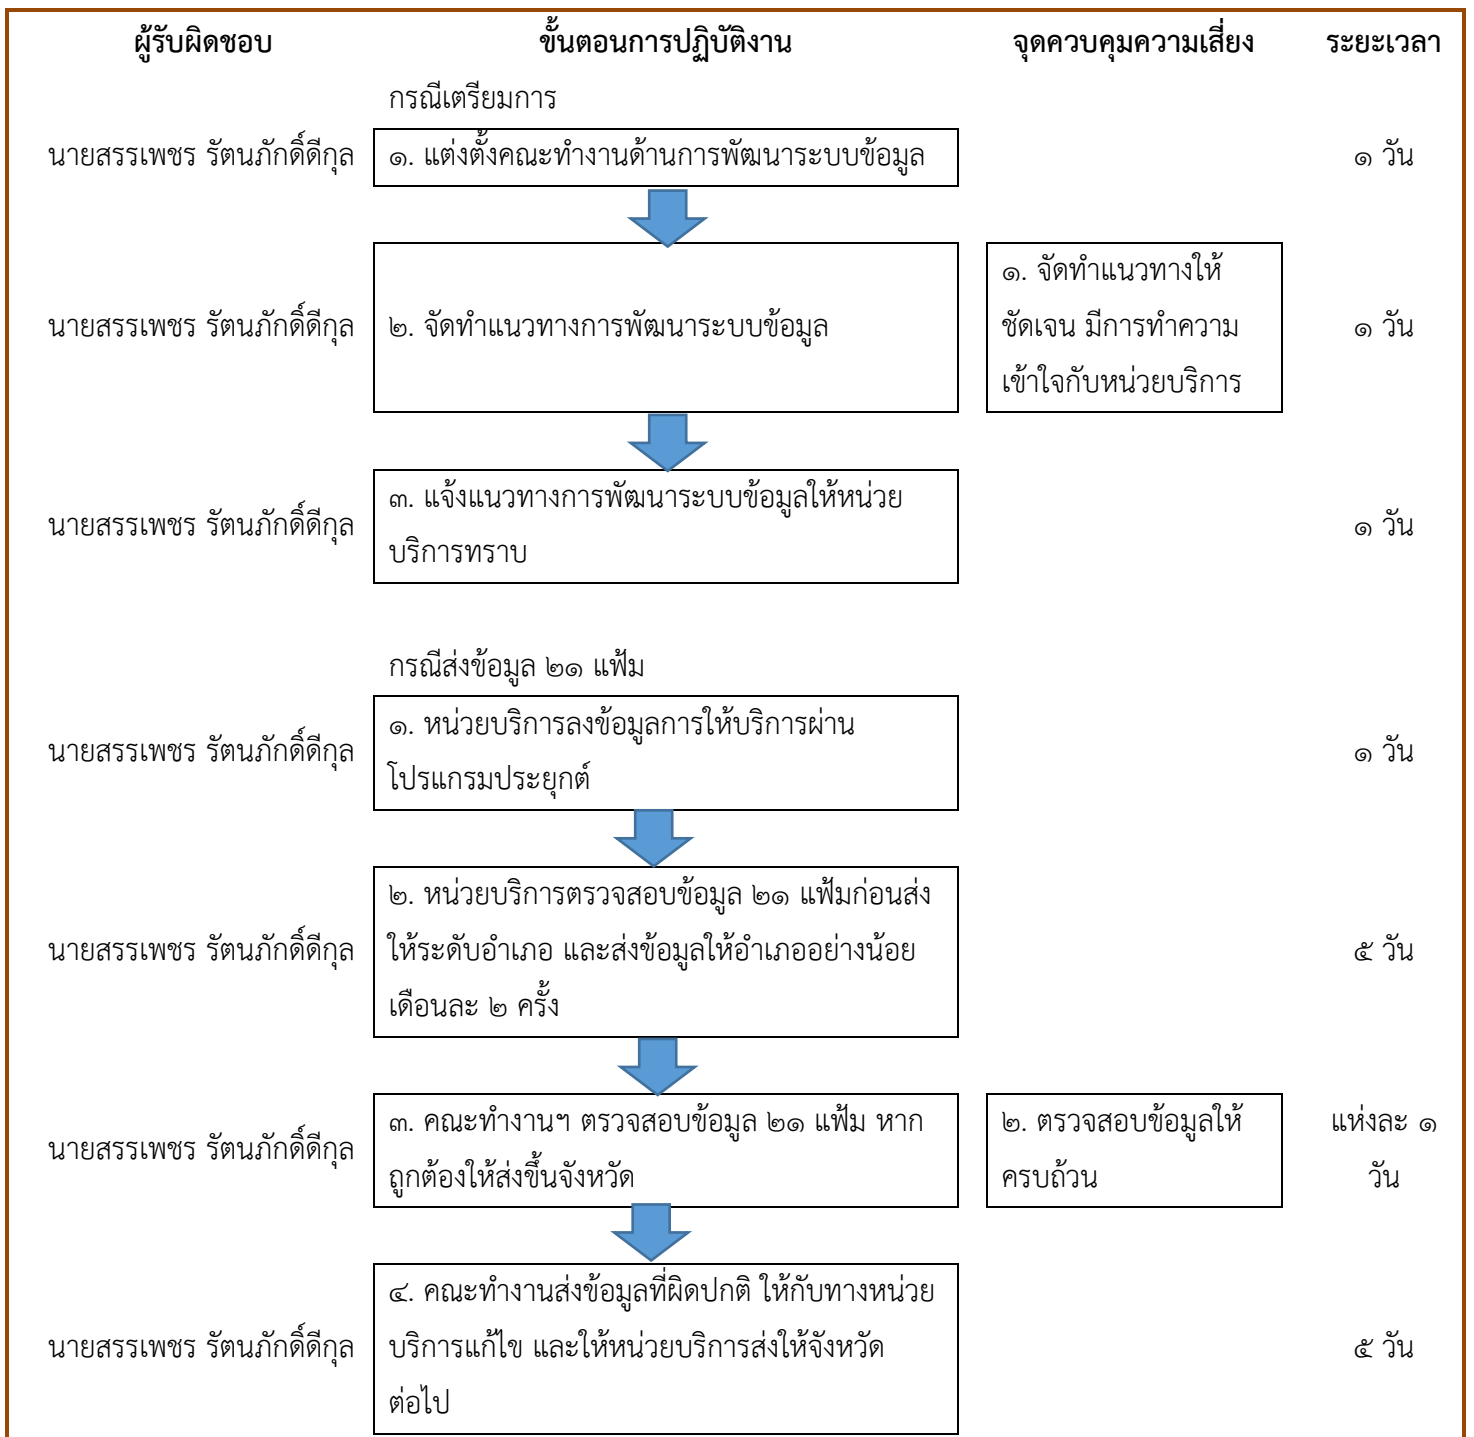 ผู้รับผิดชอบ ขั้นตอนการปฏิบัติงาน จุดควบคุมความเสี่ยง ระยะเวลา
กรณีเตรียมการ
นายสรรเพชร รัตนภักดิ์ดีกุล ๑. แต่งตั้งคณะทำงานด้านการพัฒนาระบบข้อมูล ๑ วัน
นายสรรเพชร รัตนภักดิ์ดีกุล ๒. จัดทำแนวทางการพัฒนาระบบข้อมูล
๑. จัดทำแนวทางให้
ชัดเจน มีการทำความ
เข้าใจกับหน่วยบริการ
๑ วัน
นายสรรเพชร รัตนภักดิ์ดีกุล
๓. แจ้งแนวทางการพัฒนาระบบข้อมูลให้หน่วย
บริการทราบ
๑ วัน
กรณีส่งข้อมูล ๒๑ แฟ้ม
นายสรรเพชร รัตนภักดิ์ดีกุล
๑. หน่วยบริการลงข้อมูลการให้บริการผ่าน
โปรแกรมประยุกต์
๑ วัน
นายสรรเพชร รัตนภักดิ์ดีกุล
๒. หน่วยบริการตรวจสอบข้อมูล ๒๑ แฟ้มก่อนส่ง
ให้ระดับอำเภอ และส่งข้อมูลให้อำเภออย่างน้อย
เดือนละ ๒ ครั้ง
๕ วัน
นายสรรเพชร รัตนภักดิ์ดีกุล
๓. คณะทำงานฯ ตรวจสอบข้อมูล ๒๑ แฟ้ม หาก
ถูกต้องให้ส่งขึ้นจังหวัด
๒. ตรวจสอบข้อมูลให้
ครบถ้วน
แห่งละ ๑
วัน
นายสรรเพชร รัตนภักดิ์ดีกุล
๔. คณะทำงานส่งข้อมูลที่ผิดปกติ ให้กับทางหน่วย
บริการแก้ไข และให้หน่วยบริการส่งให้จังหวัด
ต่อไป
๕ วัน